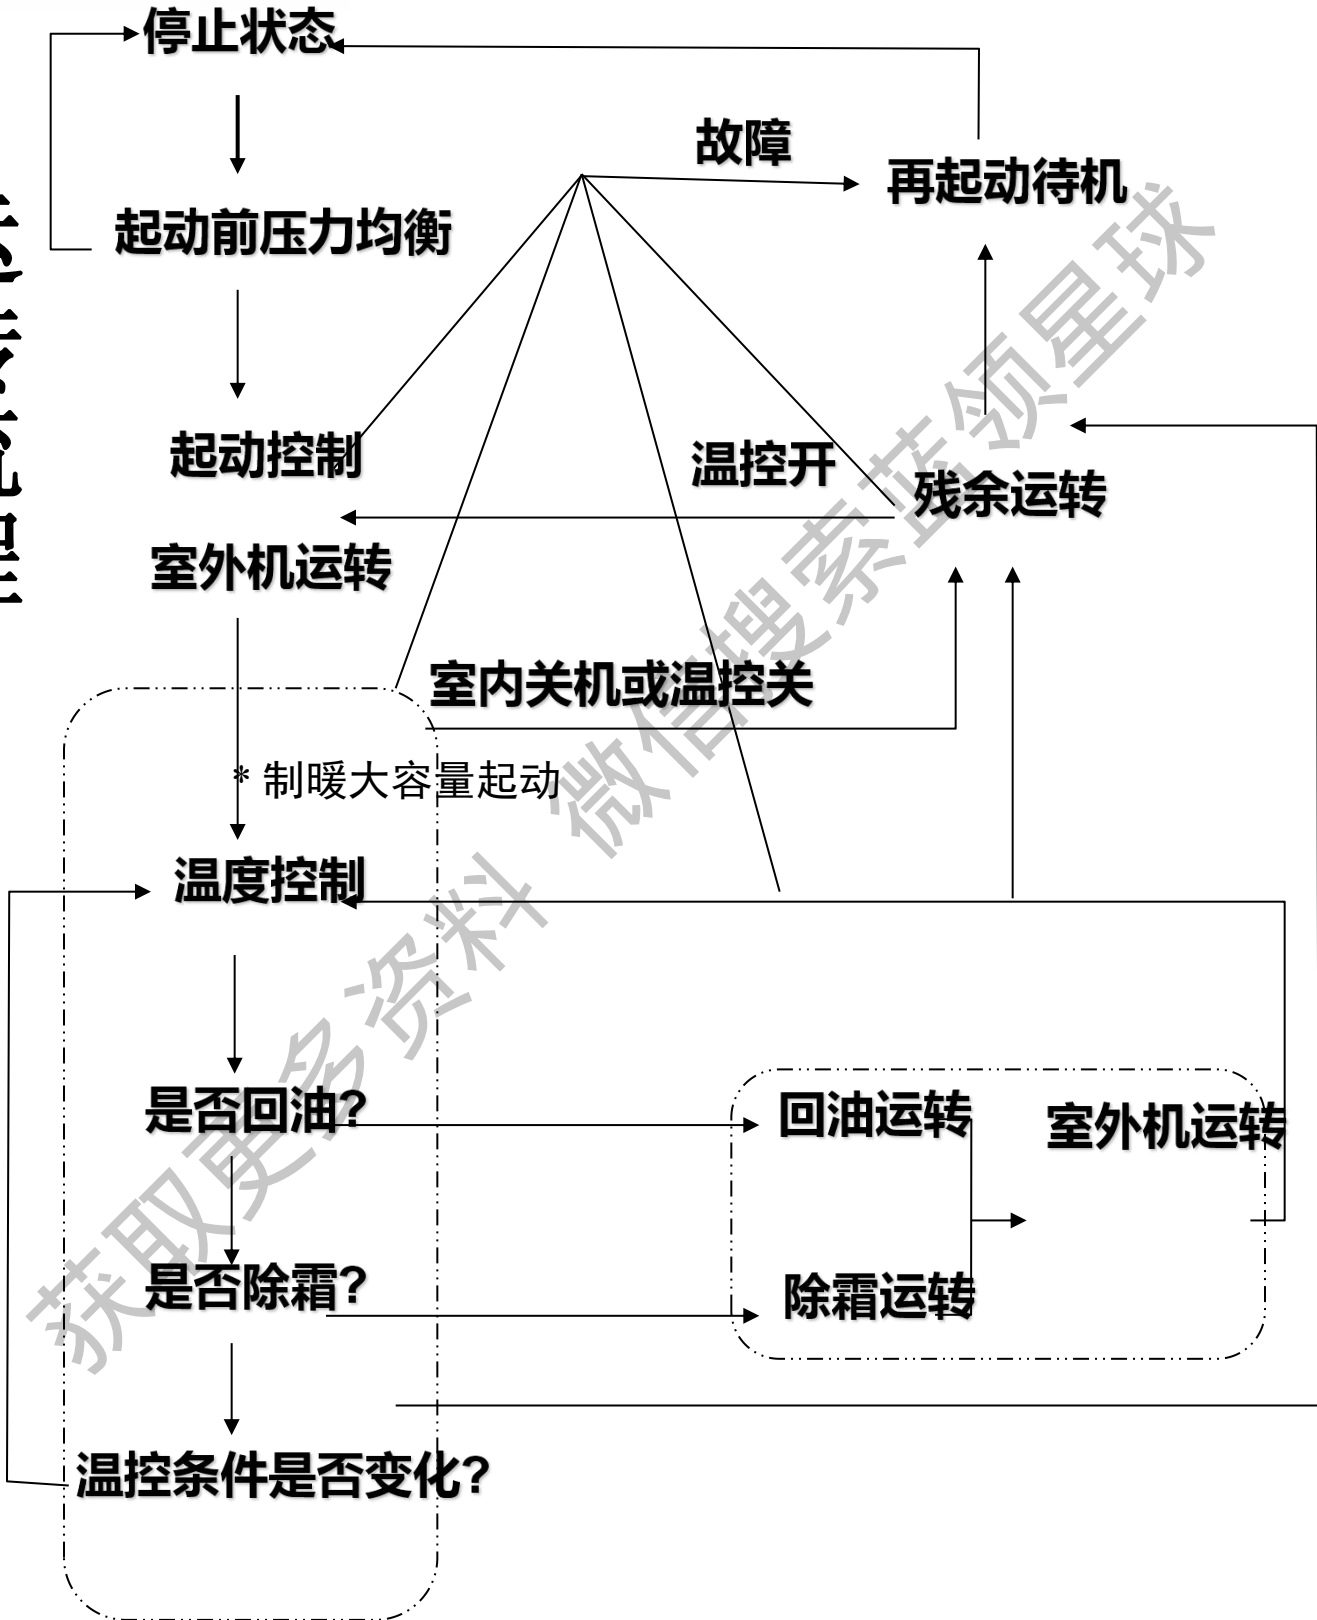 停止状态
故障
再起动待机
起动前压力均衡
起动控制
温控开
残余运转
室外机运转
室内关机或温控关
* 制暖大容量起动
温度控制
是否回油?
回油运转
室外机运转
是否除霜?
除霜运转
温控条件是否变化?
获取更多资料 微信搜索蓝领星球